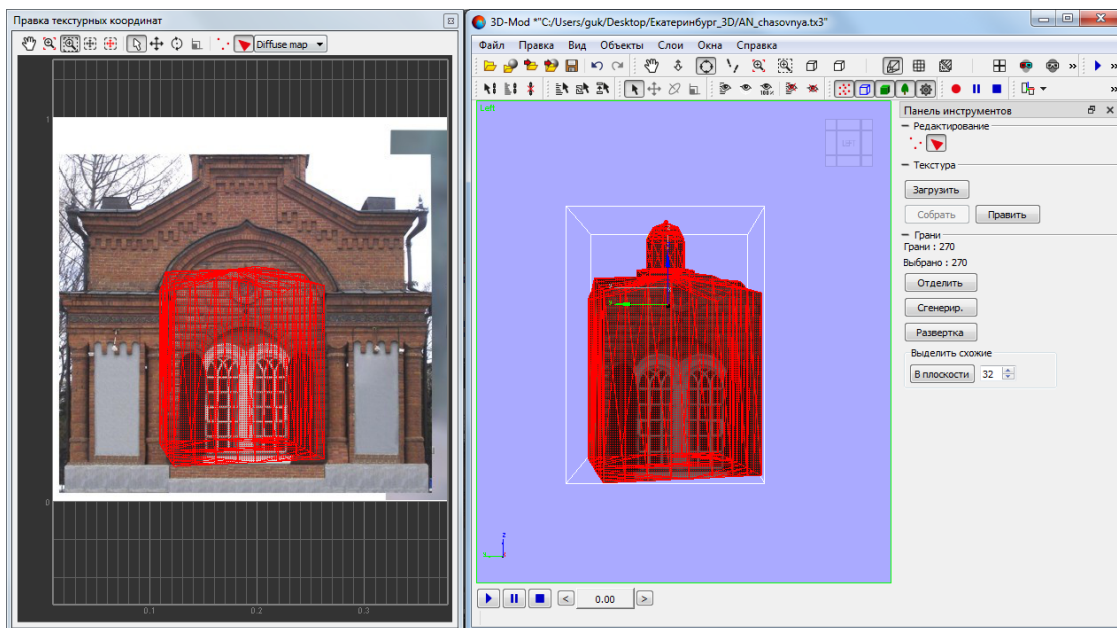 Правка текстурных координат
Diffuse map
1
0
0.1
0.2
0.3
3D-Mod *"C:/Users/guk/Desktop/Екатеринбург_3D/AN_chasovnya.tx3"
Файл Правка Вид Объекты Слои Окна Справка
100%
Left
LEFT
z
0.00
Панель инструментов
Редактирование
Текстура
Загрузить
Собрать Править
Грани
Грани : 270
Выбрано : 270
Отделить
Сгенерир.
Развертка
Выделить схожие
В плоскости 32